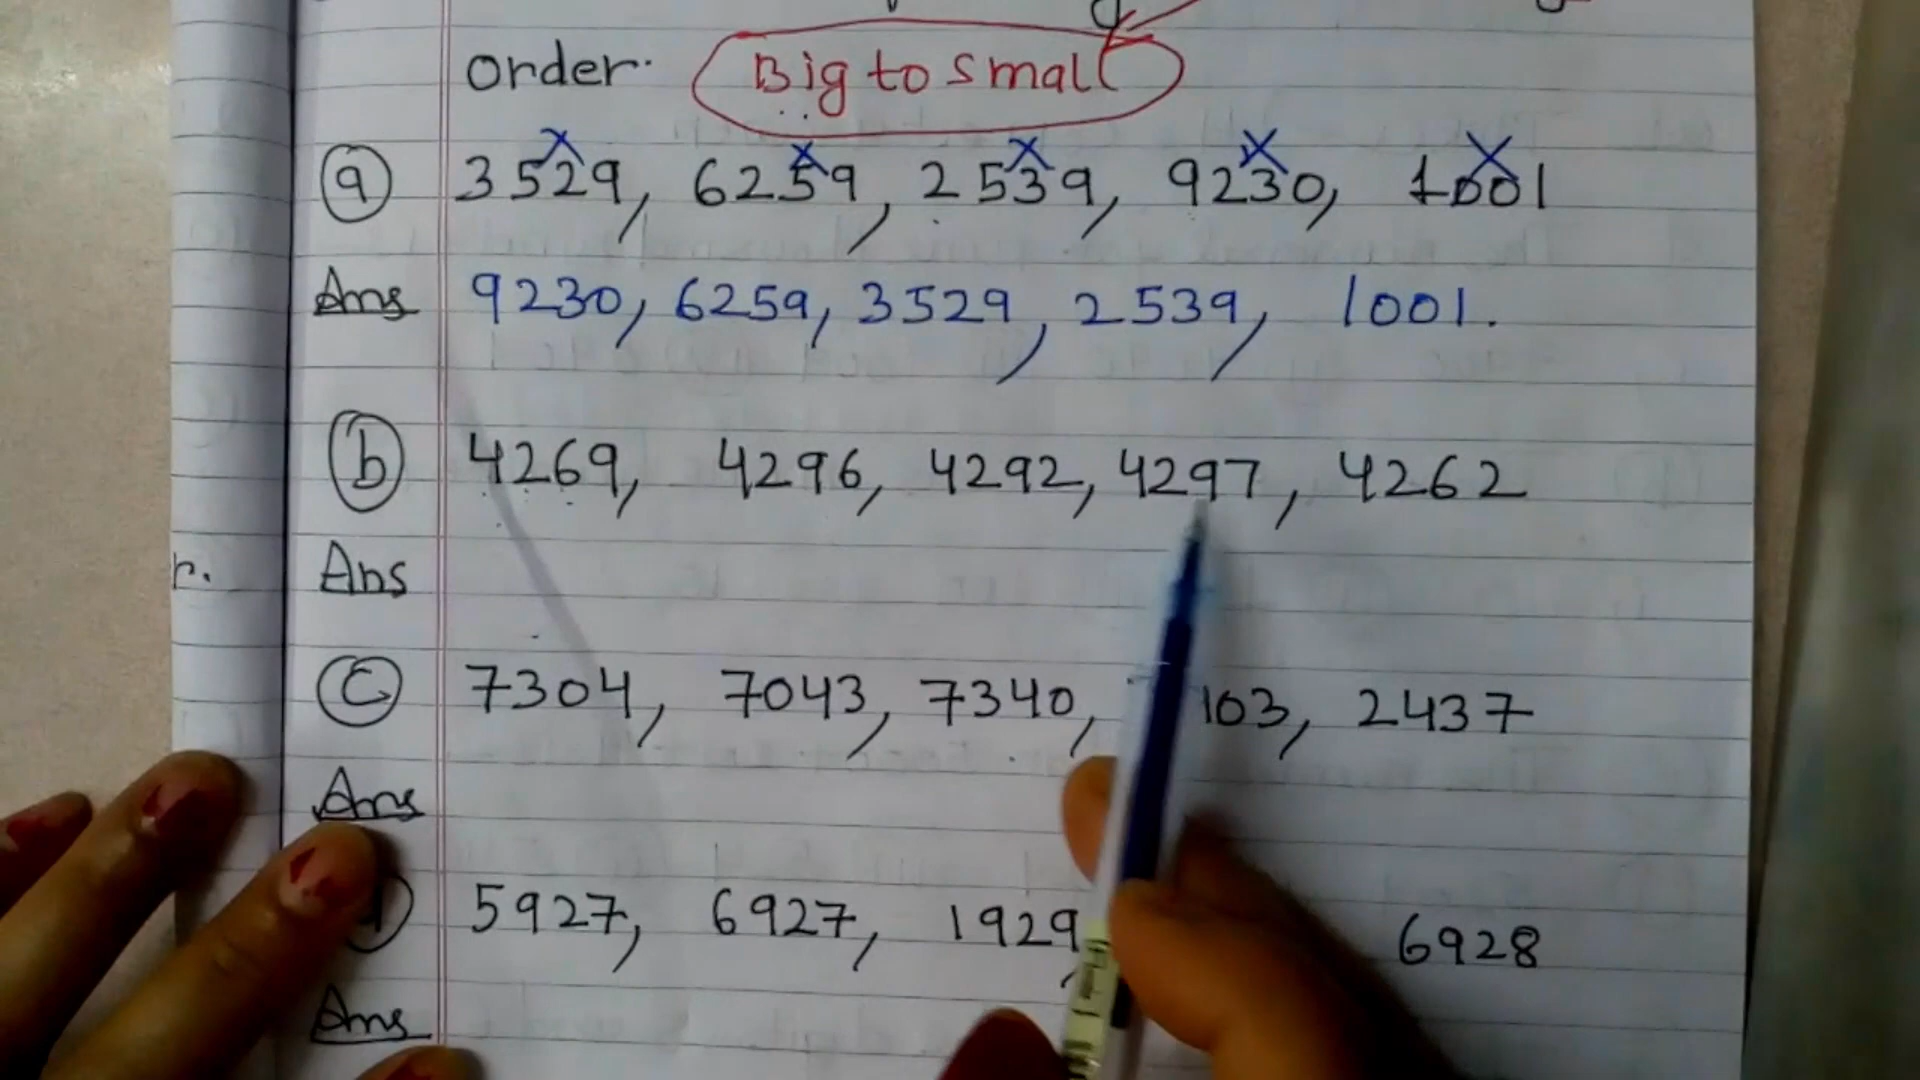 order. Big to small
a 3529, 6259, 2539, 9230, 1001
Ans 9230, 6259, 3529, 2539, 1001.
b 4269, 4296, 4292, 4297, 4262
r. Ans
c 7304, 7043, 7340, 103, 2437
Ans
5927, 6927, 1929, 6928
Ans